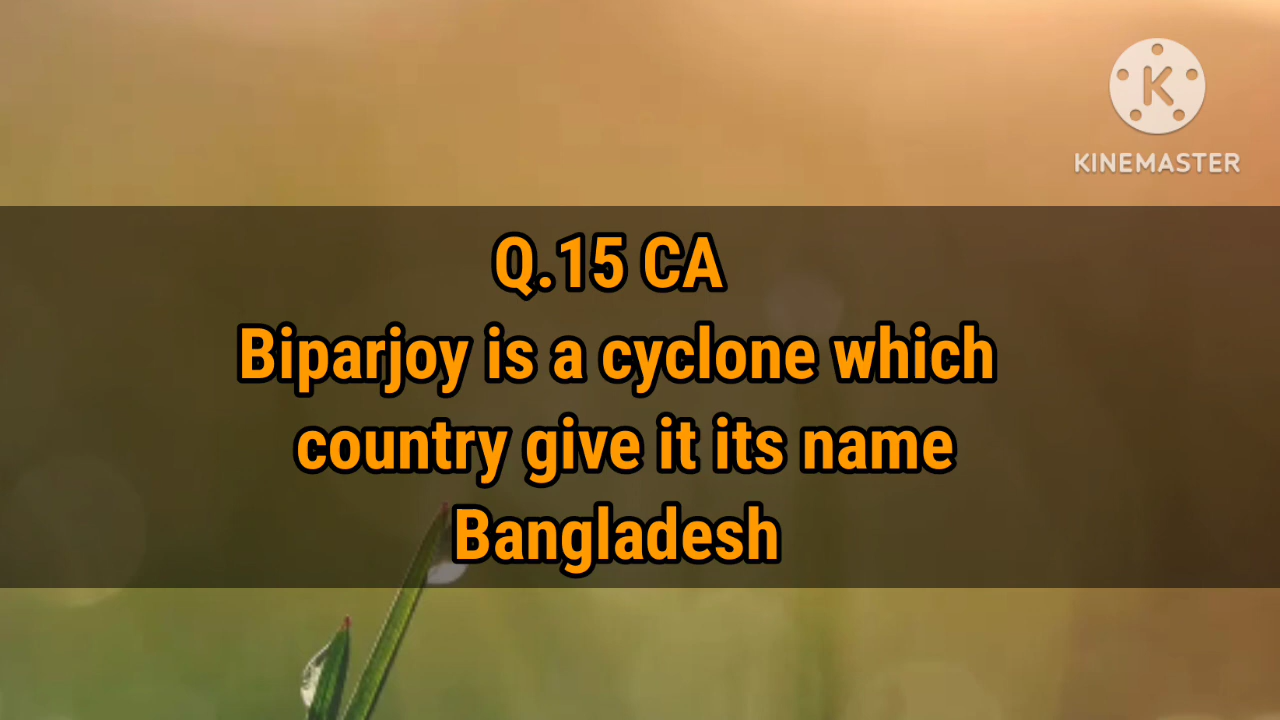 K
KINEMASTER
Q.15 CA
Biparjoy is a cyclone which
country give it its name
Bangladesh